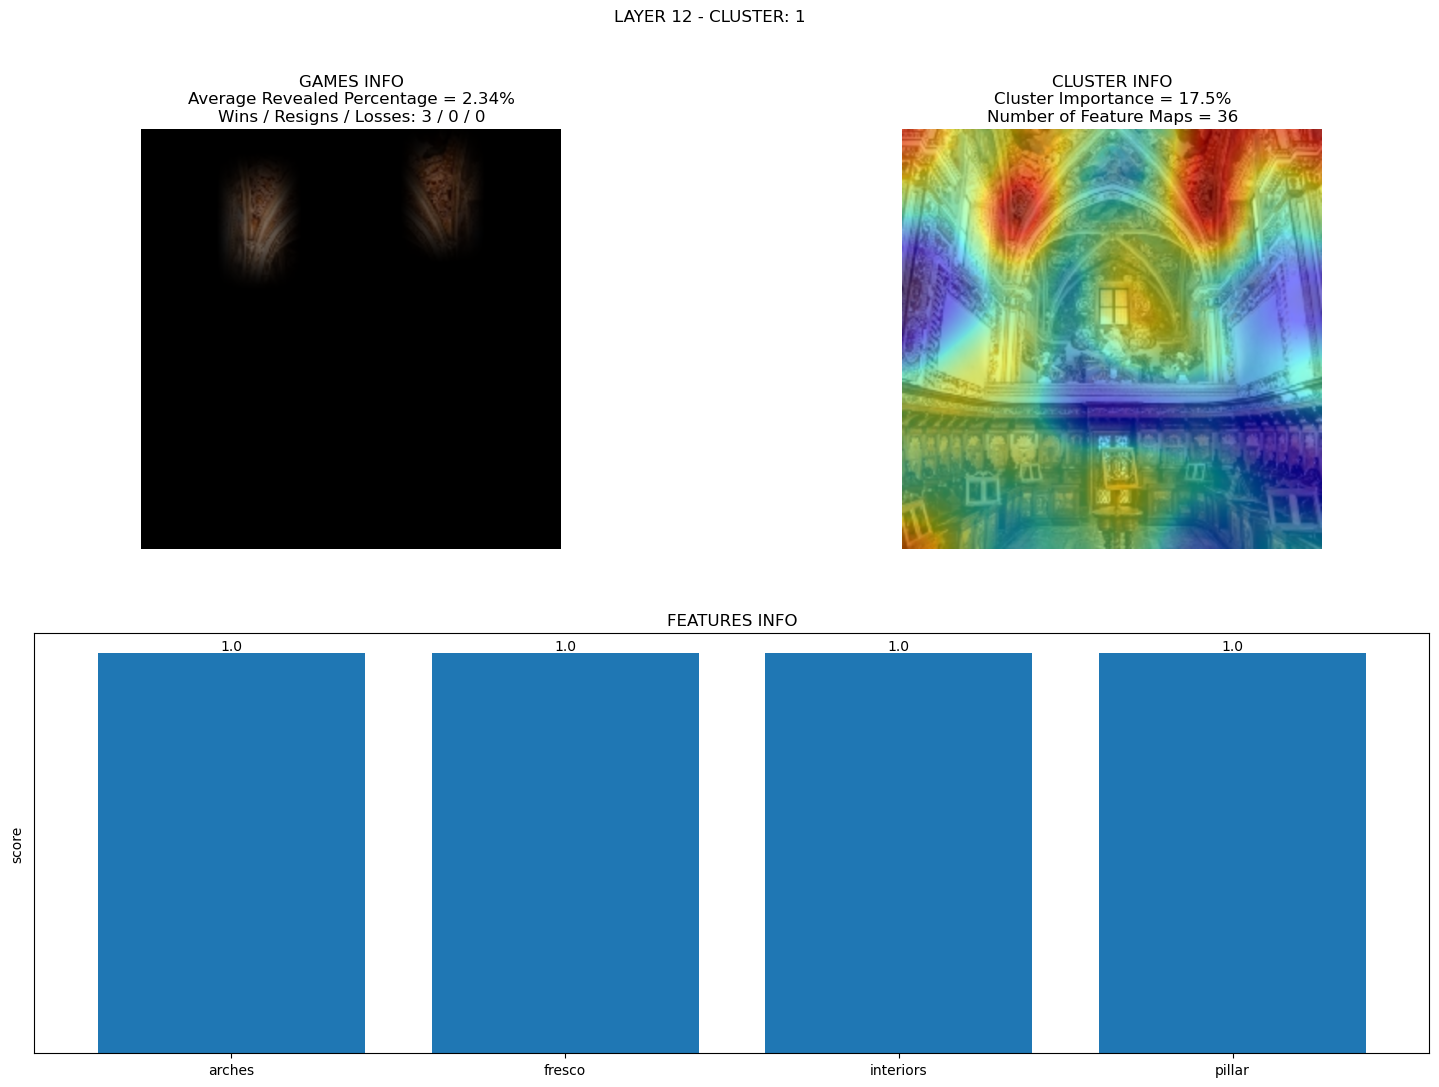 LAYER 12 - CLUSTER: 1
GAMES INFO
Average Revealed Percentage = 2.34%
Wins / Resigns / Losses: 3 / 0 / 0
CLUSTER INFO
Cluster Importance = 17.5%
Number of Feature Maps = 36
FEATURES INFO
1.0 1.0 1.0 1.0
score
arches fresco interiors pillar